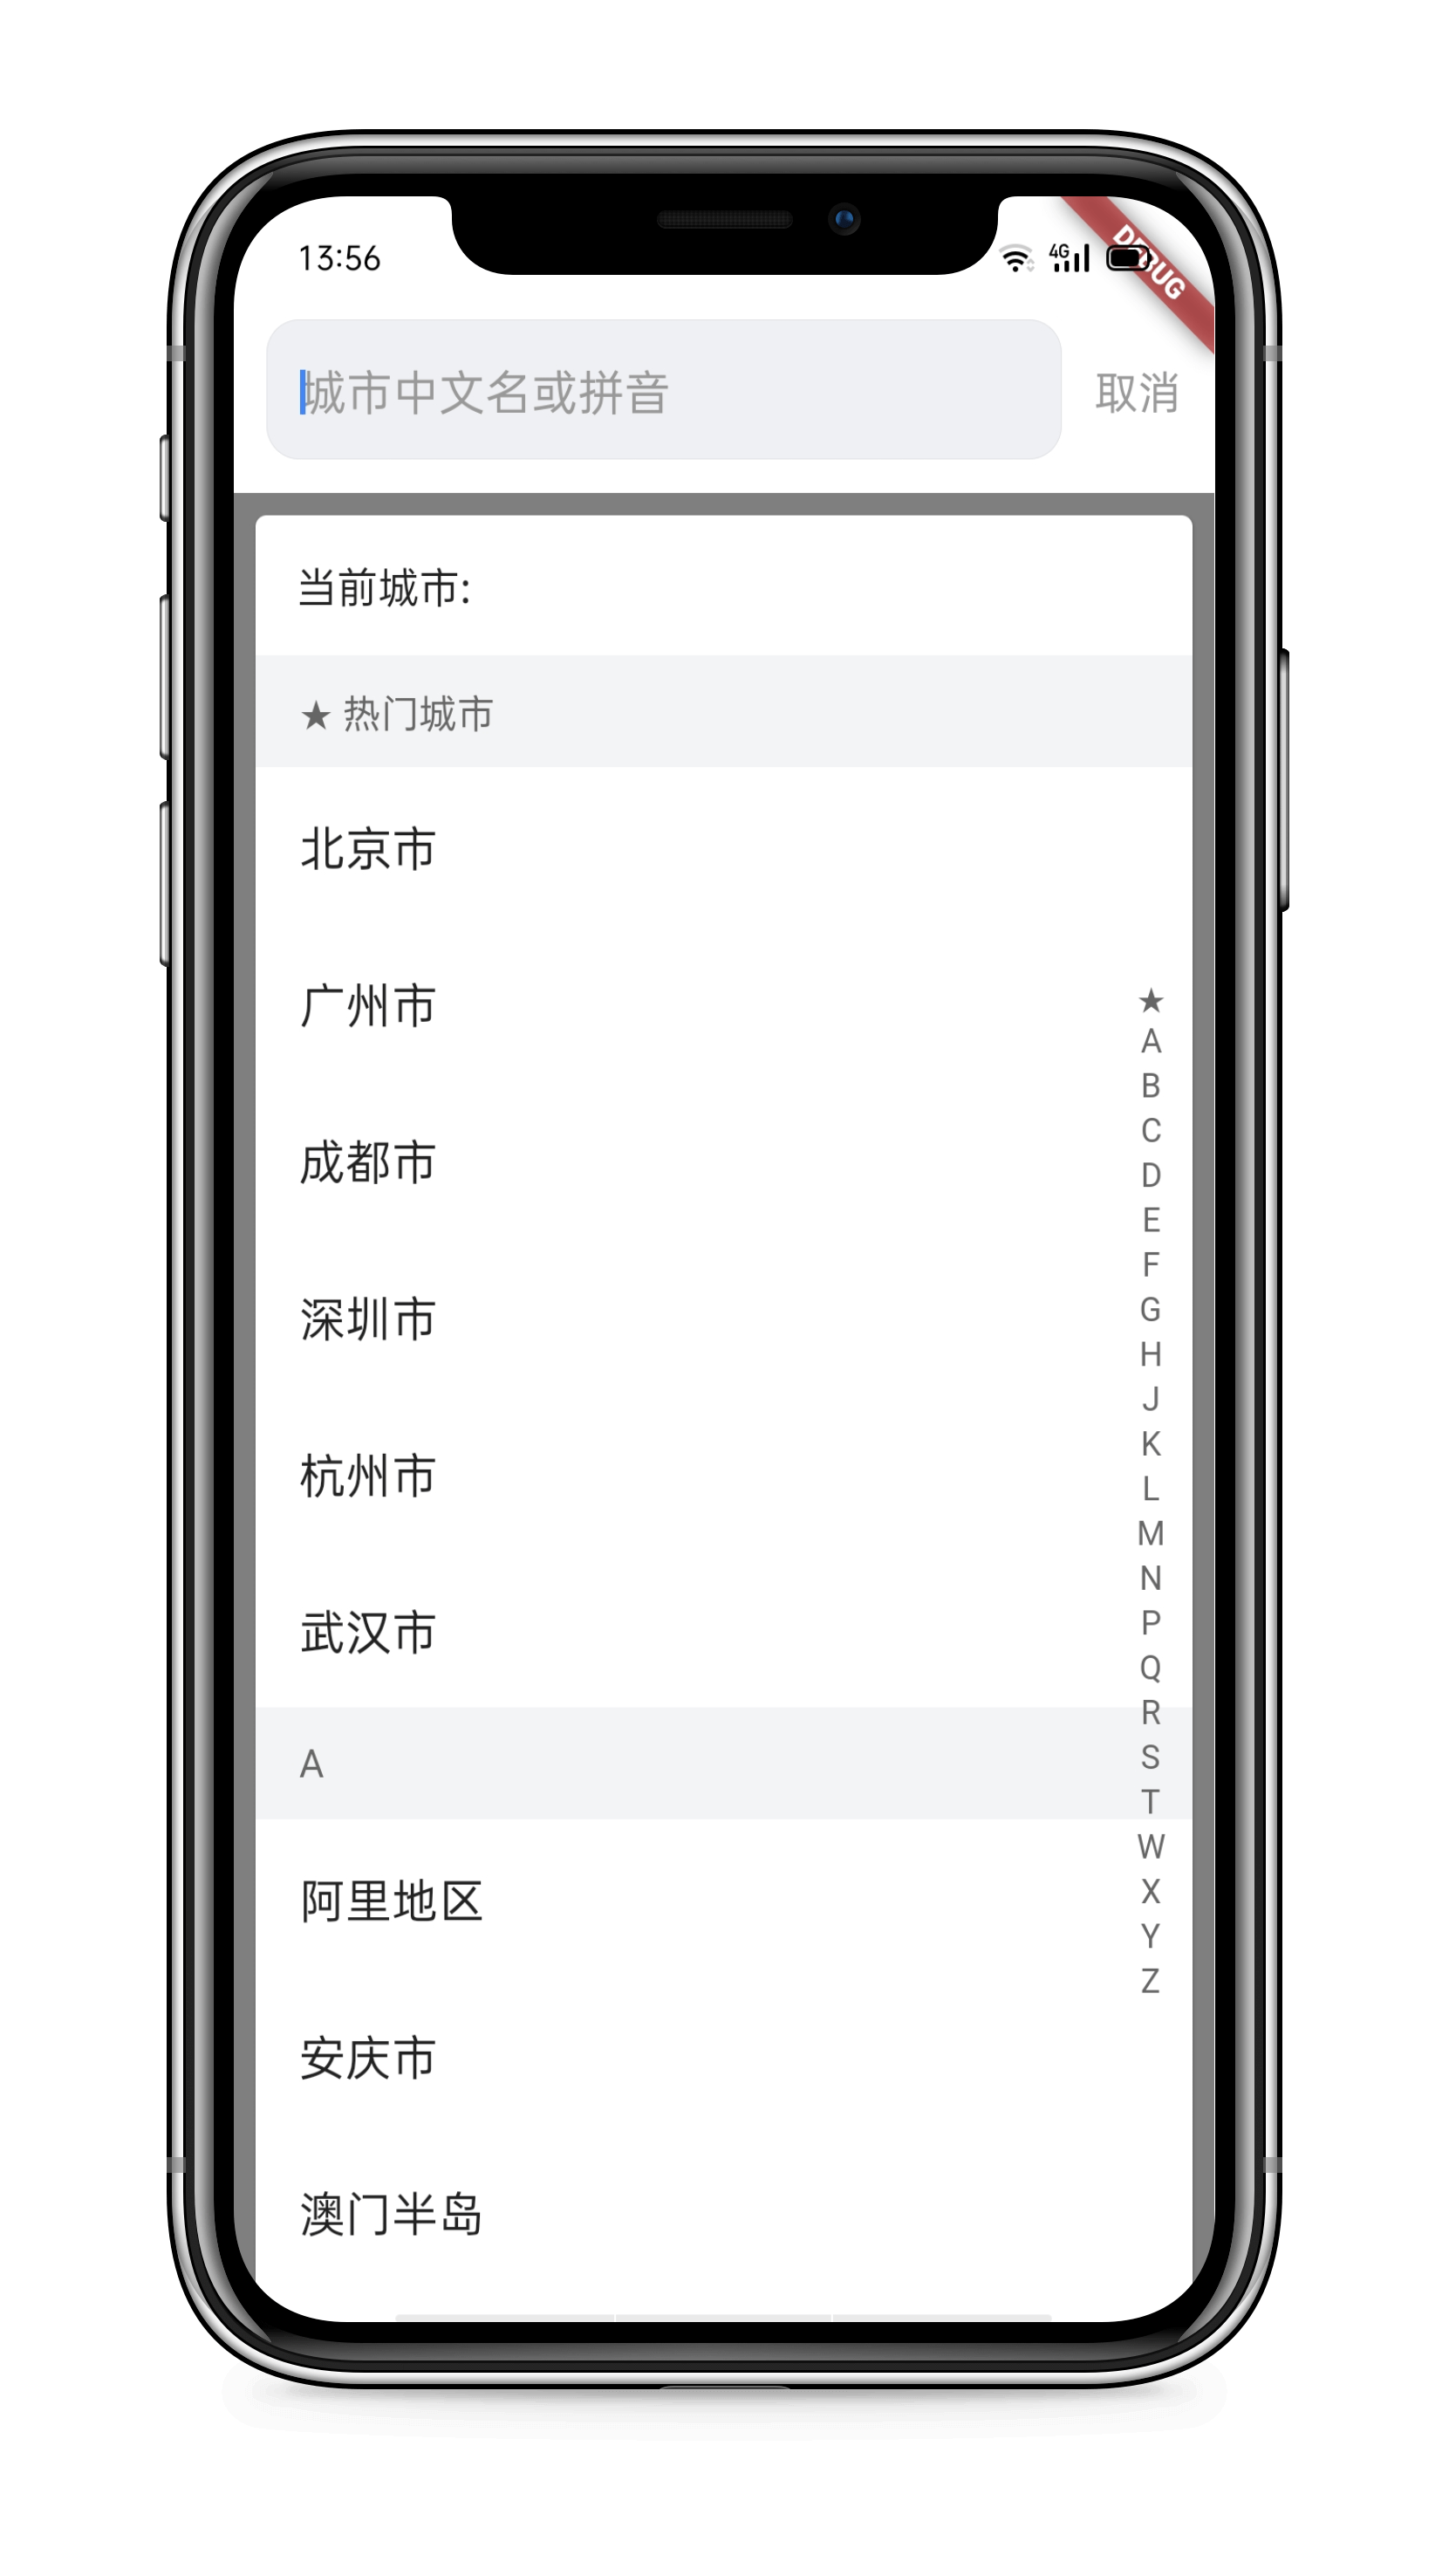 13:56
4G
DEBUG
城市中文名或拼音
取消
当前城市:
★ 热门城市
北京市
广州市
成都市
深圳市
杭州市
武汉市
A
阿里地区
安庆市
澳门半岛
★
A
B
C
D
E
F
G
H
J
K
L
M
N
P
Q
R
S
T
W
X
Y
Z